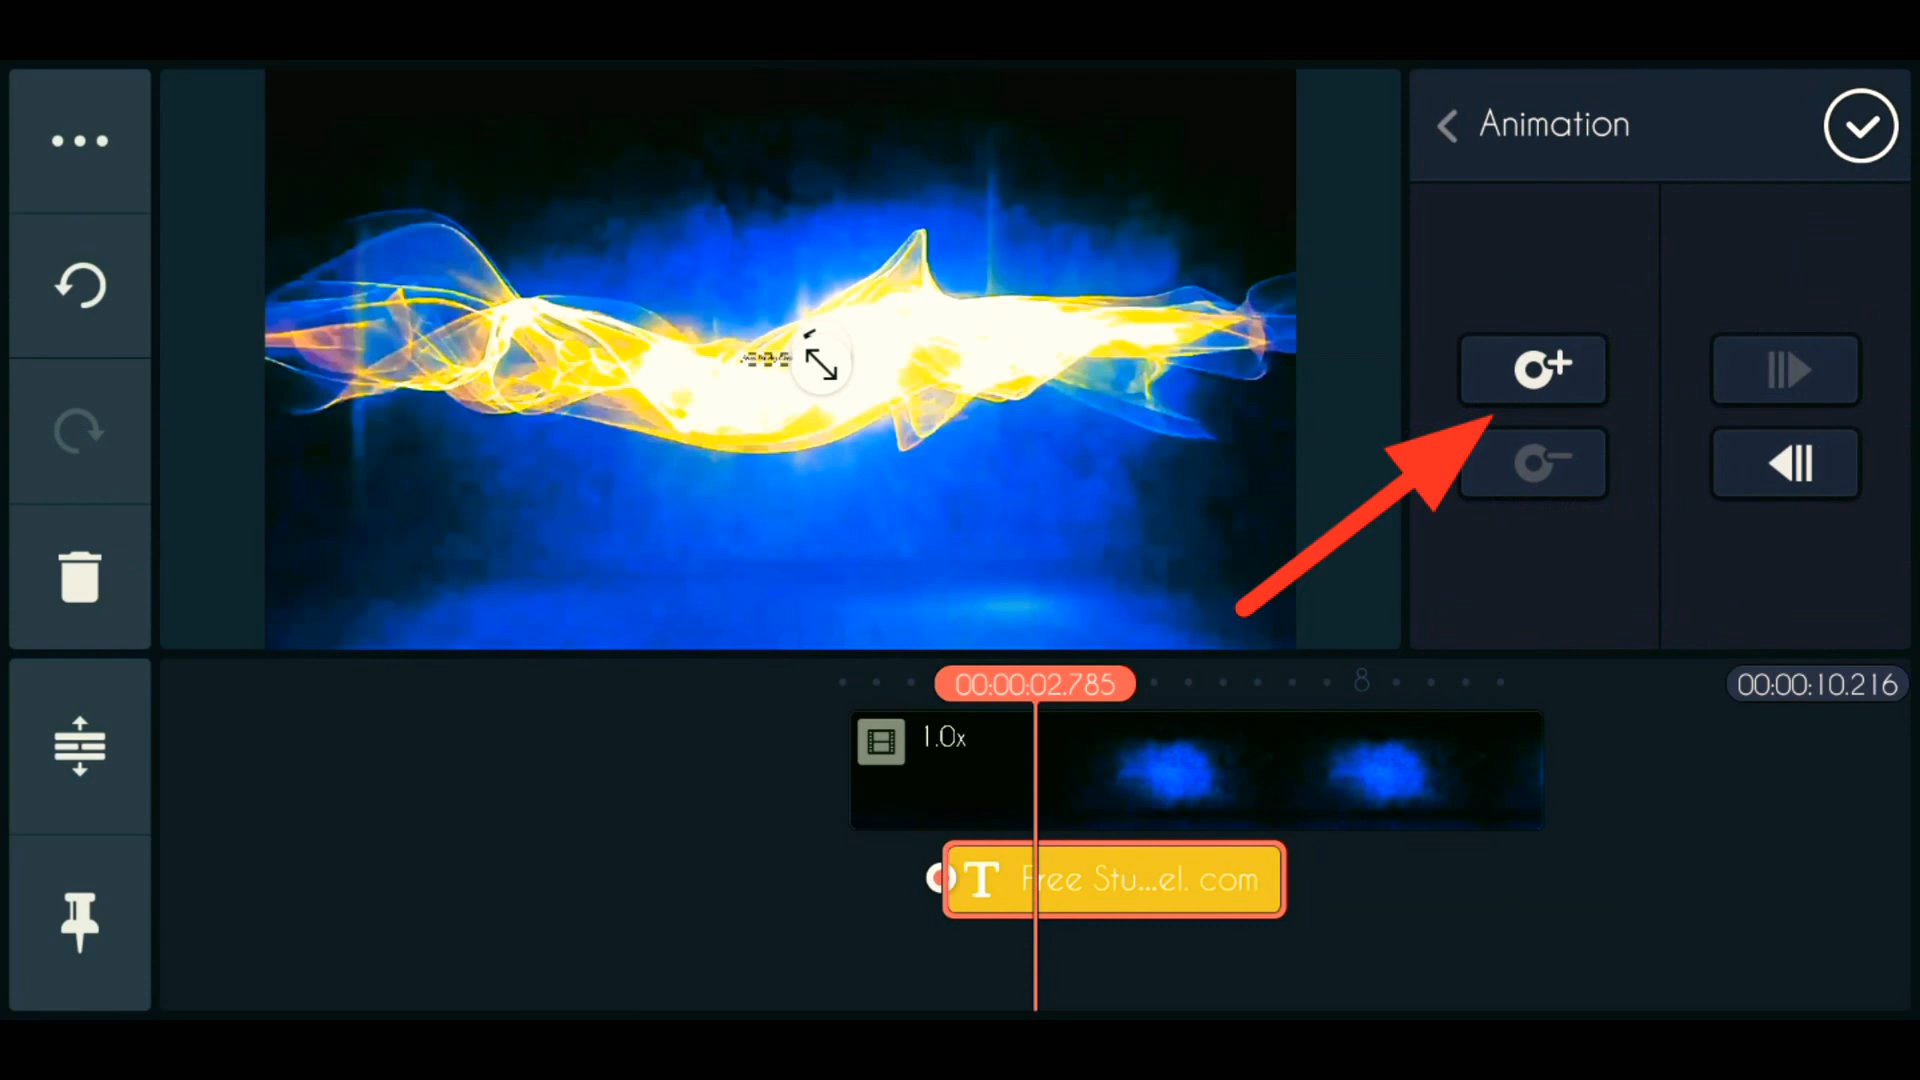 Animation
00:00:02.785
8
00:00:10.216
1.0x
T Free Stu...el. com